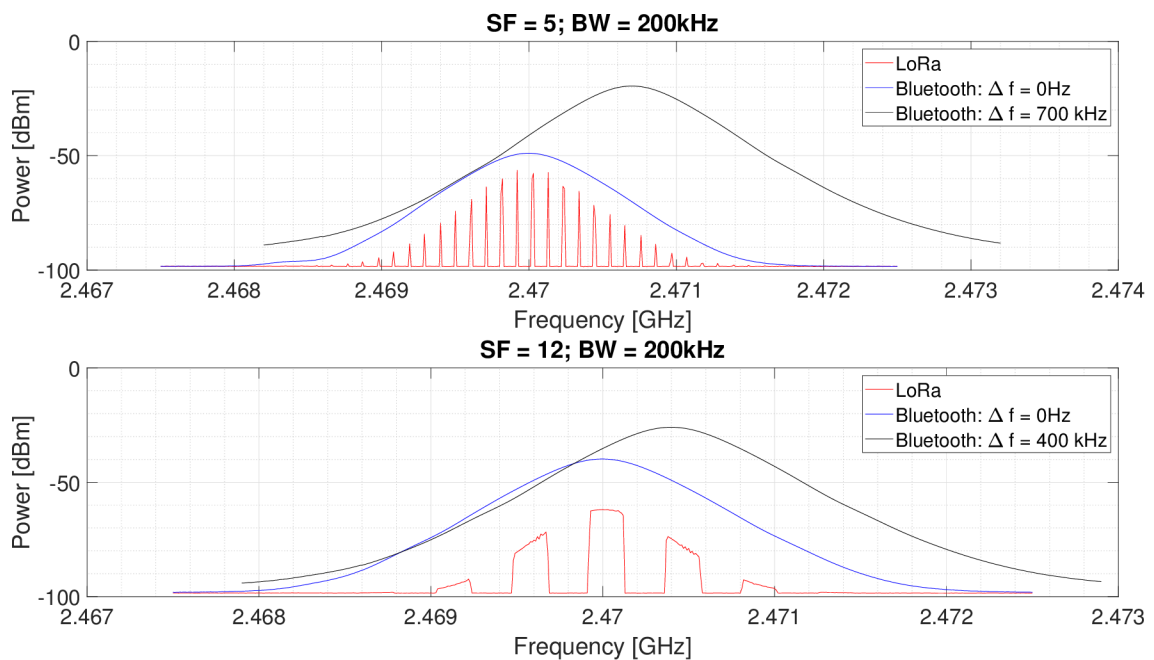 SF = 5; BW = 200kHz
0
-50
-100
Power [dBm]
LoRa
Bluetooth: Δ f = 0Hz
Bluetooth: Δ f = 700 kHz
2.467 2.468 2.469 2.47 2.471 2.472 2.473 2.474
Frequency [GHz]
SF = 12; BW = 200kHz
0
-50
-100
Power [dBm]
LoRa
Bluetooth: Δ f = 0Hz
Bluetooth: Δ f = 400 kHz
2.467 2.468 2.469 2.47 2.471 2.472 2.473
Frequency [GHz]